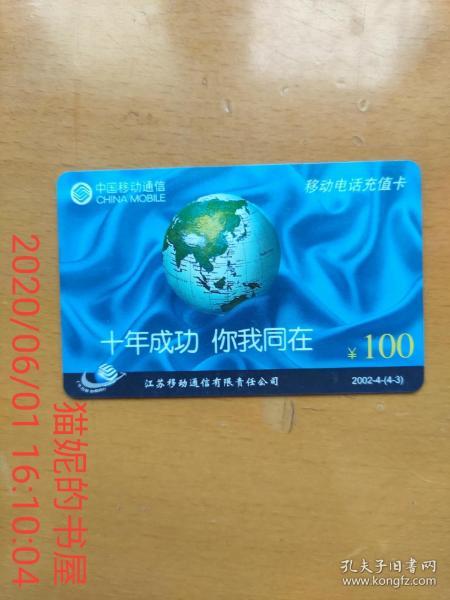 中国移动通信
CHINA MOBILE
移动电话充值卡
十年成功 你我同在
¥ 100
江苏移动通信有限责任公司
2002-4-(4-3)
2020/06/01 16:10:04
猫妮的书屋
孔夫子旧书网
www.kongfz.com